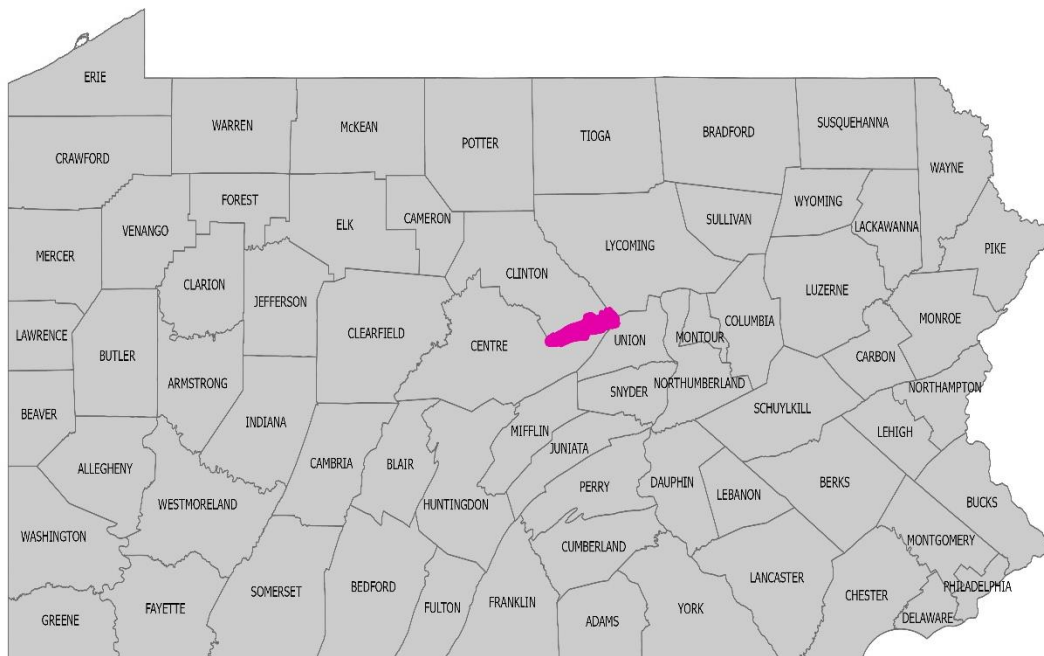 ERIE
WARREN
McKEAN
POTTER
TIOGA
BRADFORD
SUSQUEHANNA
CRAWFORD
WAYNE
FOREST
WYOMING
VENANGO
ELK
CAMERON
SULLIVAN
LACKAWANNA
MERCER
LYCOMING
PIKE
CLARION
CLINTON
JEFFERSON
LUZERNE
LAWRENCE
CLEARFIELD
CENTRE
UNION
MONTOUR
COLUMBIA
MONROE
BUTLER
CARBON
ARMSTRONG
NORTHUMBERLAND
NORTHAMPTON
BEAVER
SNYDER
SCHUYLKILL
INDIANA
MIFFLIN
LEHIGH
JUNIATA
ALLEGHENY
CAMBRIA
BLAIR
PERRY
DAUPHIN
BERKS
LEBANON
WESTMORELAND
HUNTINGDON
BUCKS
WASHINGTON
CUMBERLAND
MONTGOMERY
LANCASTER
SOMERSET
BEDFORD
PHILADELPHIA
CHESTER
FAYETTE
FULTON
FRANKLIN
YORK
GREENE
ADAMS
DELAWARE